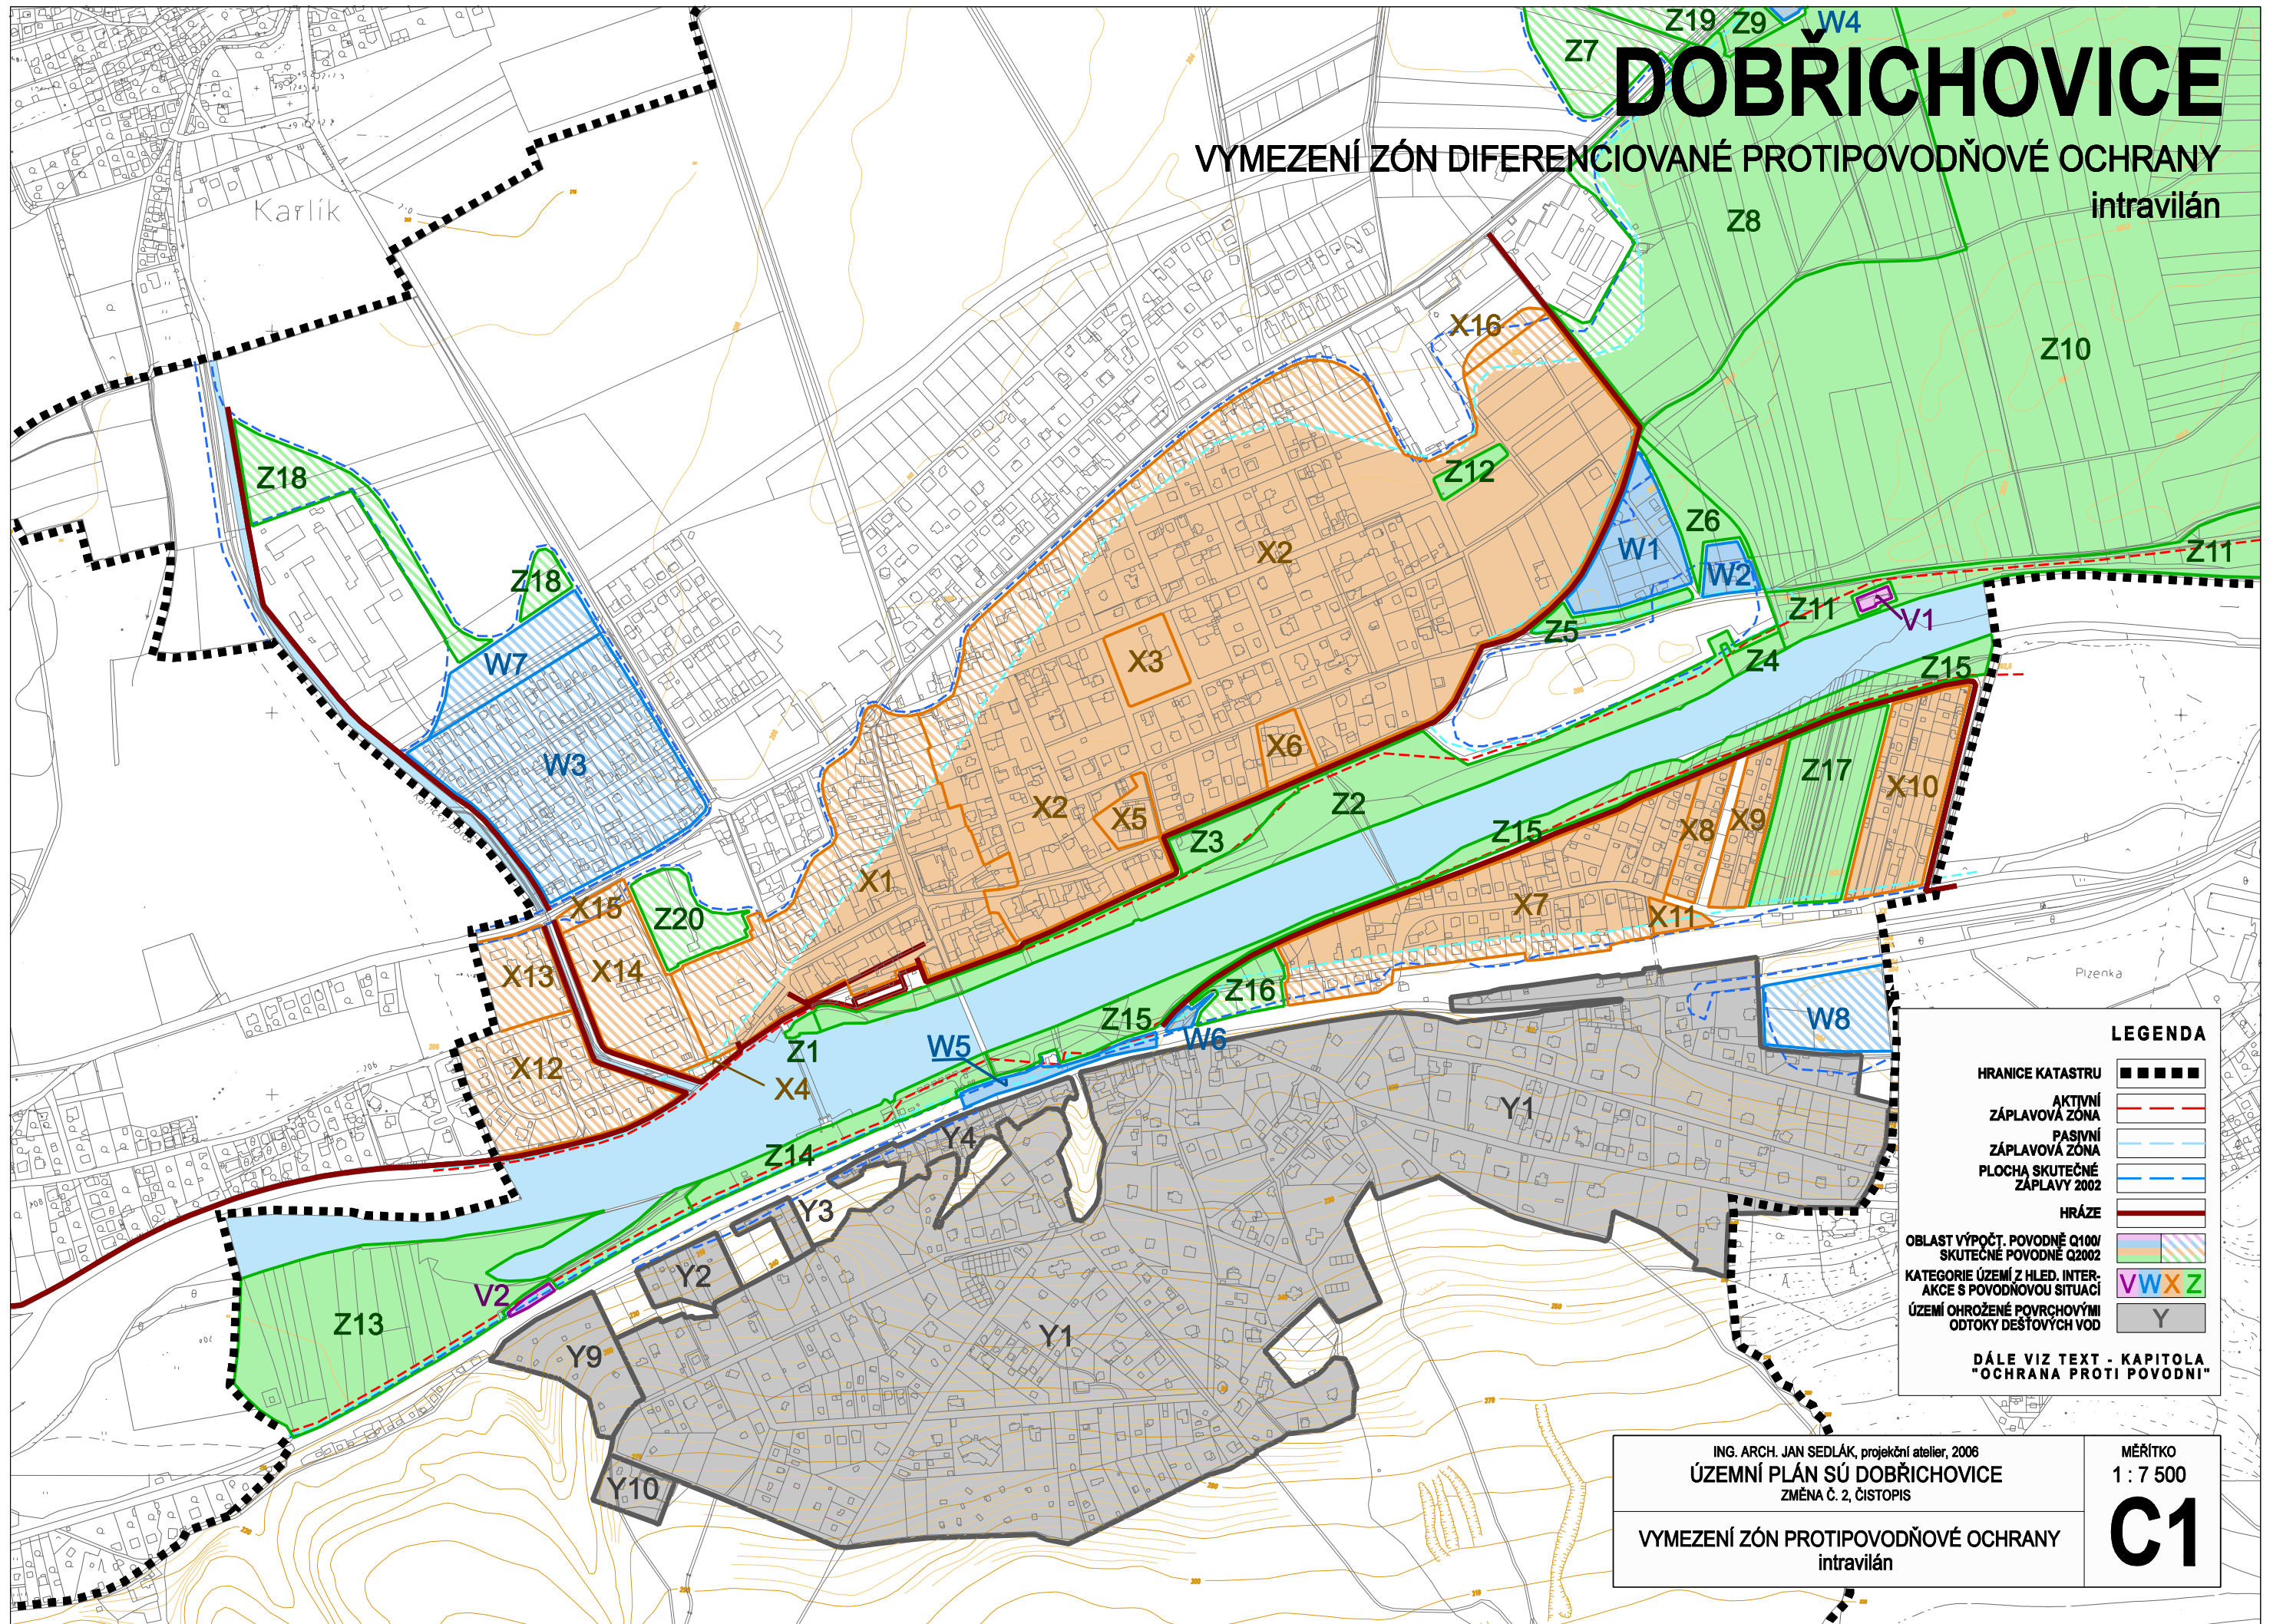 DOBŘICHOVICE
VYMEZENÍ ZÓN DIFERENCIOVANÉ PROTIPOVODŇOVÉ OCHRANY
intravilán
Karlík
Z19
Z9
W4
Z7
Z8
Z10
X16
Z12
Z18
Z18
X2
Z6
W1
W2
Z11
Z11
V1
Z5
Z4
Z15
W7
X3
W3
X6
Z17
X10
X2
X5
Z2
Z3
Z15
X8
X9
X1
X15
Z20
X7
X11
X13
X14
Plzenka
Z16
W8
Z15
W6
Z1
W5
X12
X4
Y1
Y4
Z14
Y3
Y2
V2
Z13
Y9
Y1
Y10
LEGENDA
HRANICE KATASTRU
AKTIVNÍ
ZÁPLAVOVÁ ZÓNA
PASIVNÍ
ZÁPLAVOVÁ ZÓNA
PLOCHA SKUTEČNÉ
ZÁPLAVY 2002
HRÁZE
OBLAST VÝPOČT. POVODNĚ Q100/
SKUTEČNÉ POVODNĚ Q2002
KATEGORIE ÚZEMÍ Z HLED. INTER-
AKCE S POVODŇOVOU SITUACÍ
V W X Z
ÚZEMÍ OHROŽENÉ POVRCHOVÝMI
ODTOKY DEŠŤOVÝCH VOD
Y
DÁLE VIZ TEXT - KAPITOLA
"OCHRANA PROTI POVODNI"
ING. ARCH. JAN SEDLÁK, projekční atelier, 2006
ÚZEMNÍ PLÁN SÚ DOBŘICHOVICE
ZMĚNA Č. 2, ČISTOPIS
VYMEZENÍ ZÓN PROTIPOVODŇOVÉ OCHRANY
intravilán
MĚŘÍTKO
1 : 7 500
C1